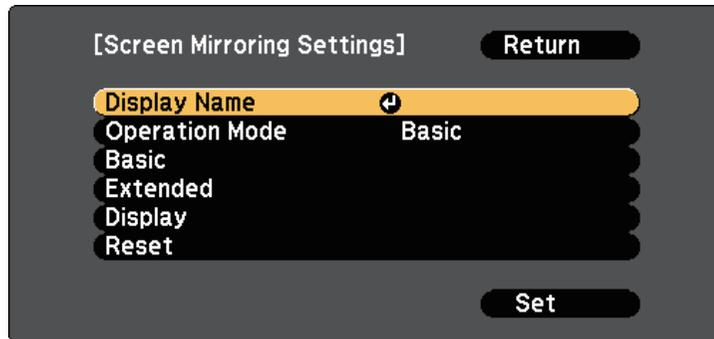 [Screen Mirroring Settings] Return
Display Name
Operation Mode Basic
Basic
Extended
Display
Reset
Set